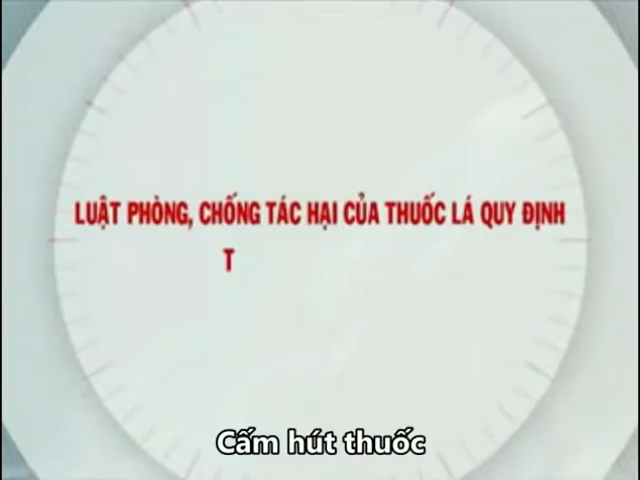 LUẬT PHÒNG, CHỐNG TÁC HẠI CỦA THUỐC LÁ QUY ĐỊNH
T
Cấm hút thuốc